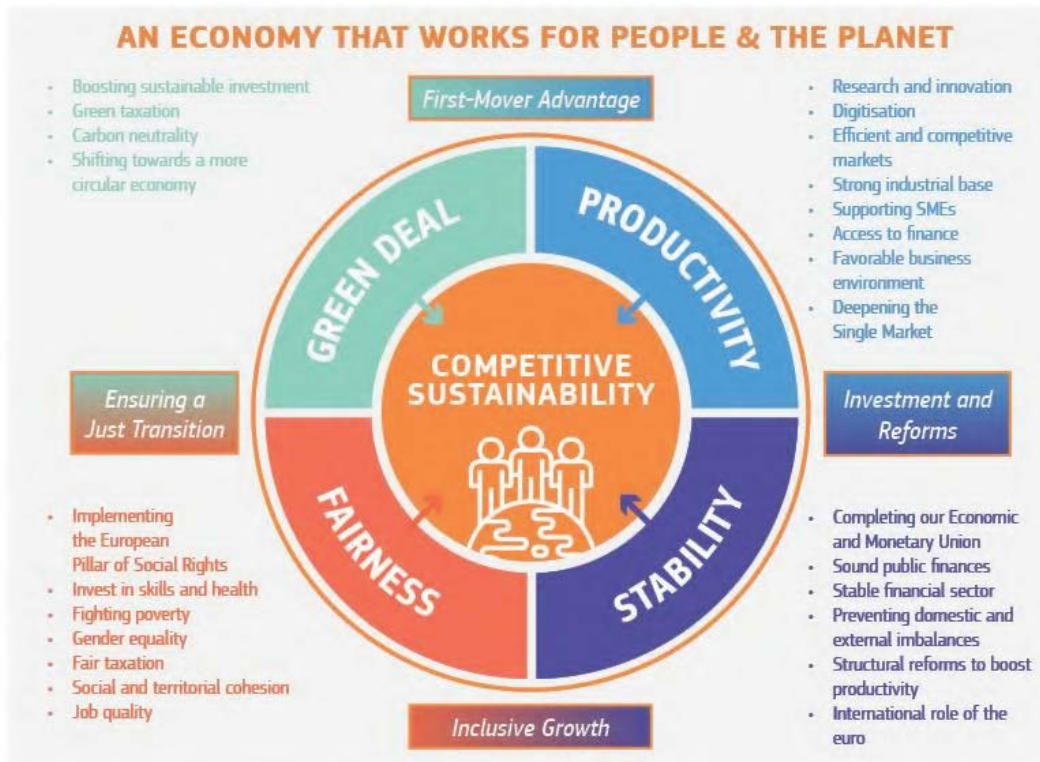 AN ECONOMY THAT WORKS FOR PEOPLE & THE PLANET
• Boosting sustainable investment
• Green taxation
• Carbon neutrality
• Shifting towards a more
circular economy
First-Mover Advantage
• Research and innovation
• Digitisation
• Efficient and competitive
markets
• Strong industrial base
• Supporting SMEs
• Access to finance
• Favorable business
environment
• Deepening the
Single Market
GREEN DEAL
PRODUCTIVITY
COMPETITIVE
SUSTAINABILITY
Ensuring a
Just Transition
Investment and
Reforms
FAIRNESS
STABILITY
• Implementing
the European
Pillar of Social Rights
• Invest in skills and health
• Fighting poverty
• Gender equality
• Fair taxation
• Social and territorial cohesion
• Job quality
• Completing our Economic
and Monetary Union
• Sound public finances
• Stable financial sector
• Preventing domestic and
external imbalances
• Structural reforms to boost
productivity
• International role of the
euro
Inclusive Growth